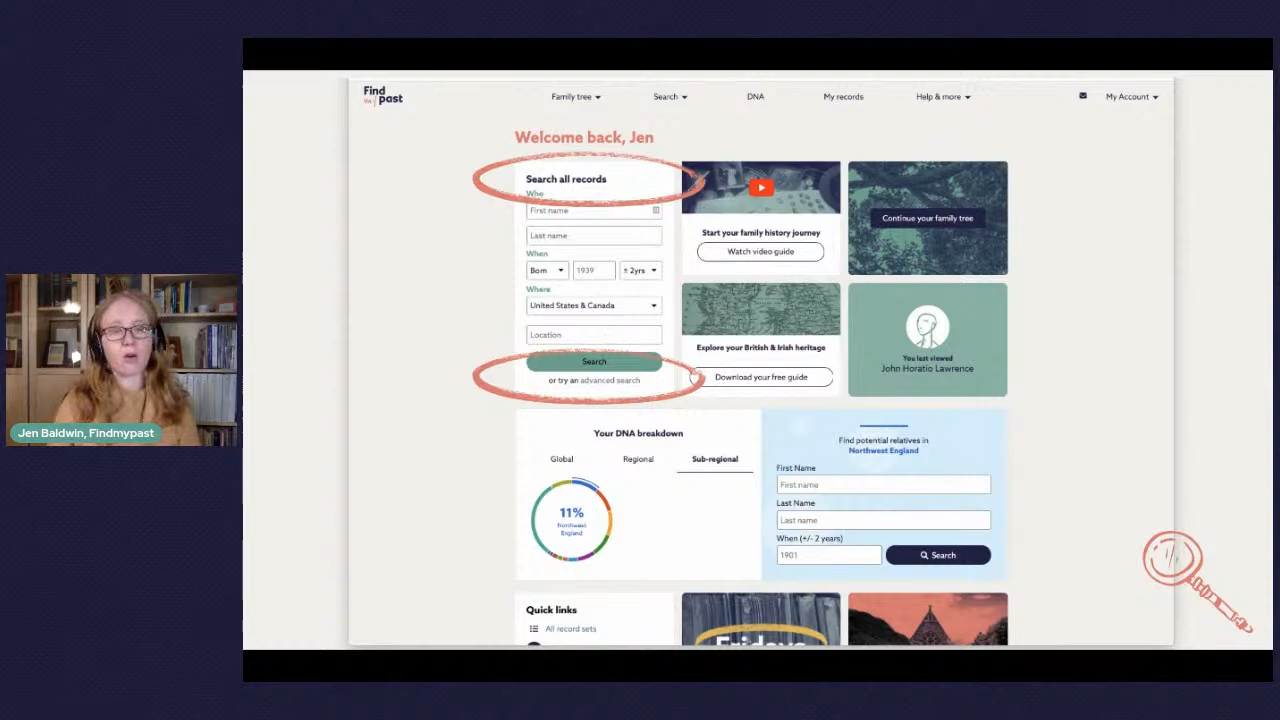 Find
my past
Family tree
Search
DNA
My records
Help & more
My Account
Welcome back, Jen
Search all records
Who
First name
Last name
When
Born
1939
± 2yrs
Where
United States & Canada
Location
Search
or try an advanced search
Start your family history journey
Watch video guide
Continue your family tree
Explore your British & Irish heritage
Download your free guide
You last viewed
John Horatio Lawrence
Jen Baldwin, Findmypast
Your DNA breakdown
Global
Regional
Sub-regional
11%
Northwest
England
Find potential relatives in
Northwest England
First Name
First name
Last Name
Last name
When (+/- 2 years)
1901
Search
Quick links
All record sets
Fridays